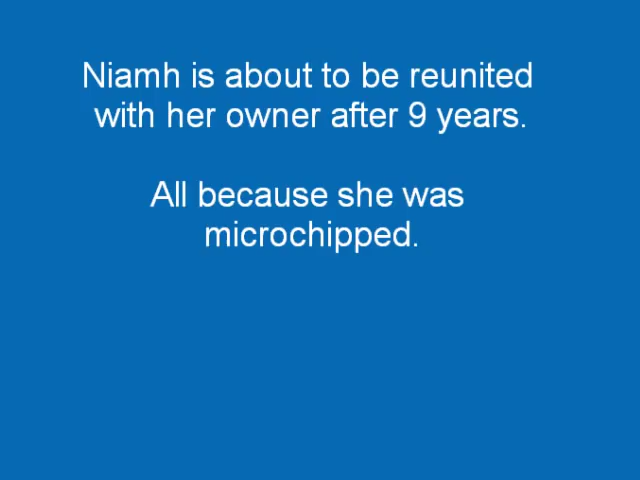 Niamh is about to be reunited
with her owner after 9 years.
All because she was
microchipped.